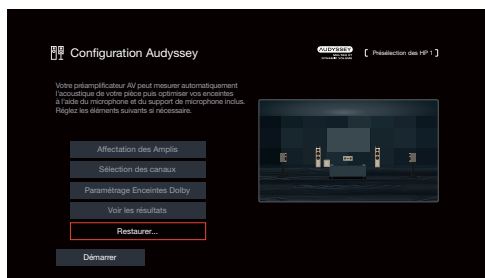 Configuration Audyssey
AUDYSSEY
[ Présélection des HP 1 ]
Votre préamplificateur AV peut mesurer automatiquement
l'acoustique de votre pièce puis optimiser vos enceintes
à l'aide du microphone et du support de microphone inclus.
Réglez les éléments suivants si nécessaire.
Affectation des Amplis
Sélection des canaux
Paramétrage Enceintes Dolby
Voir les résultats
Restaurer...
Démarrer